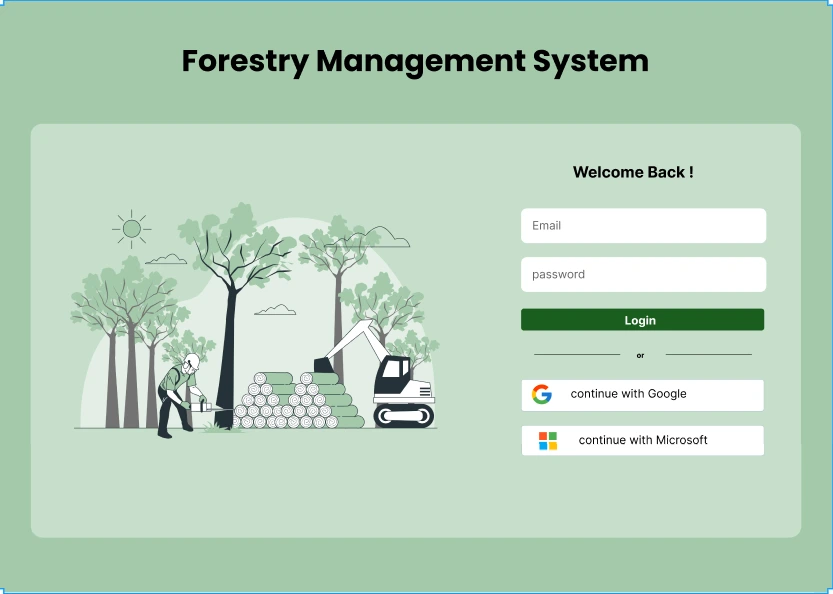 Forestry Management System
Welcome Back !
Email
password
Login
or
continue with Google
continue with Microsoft